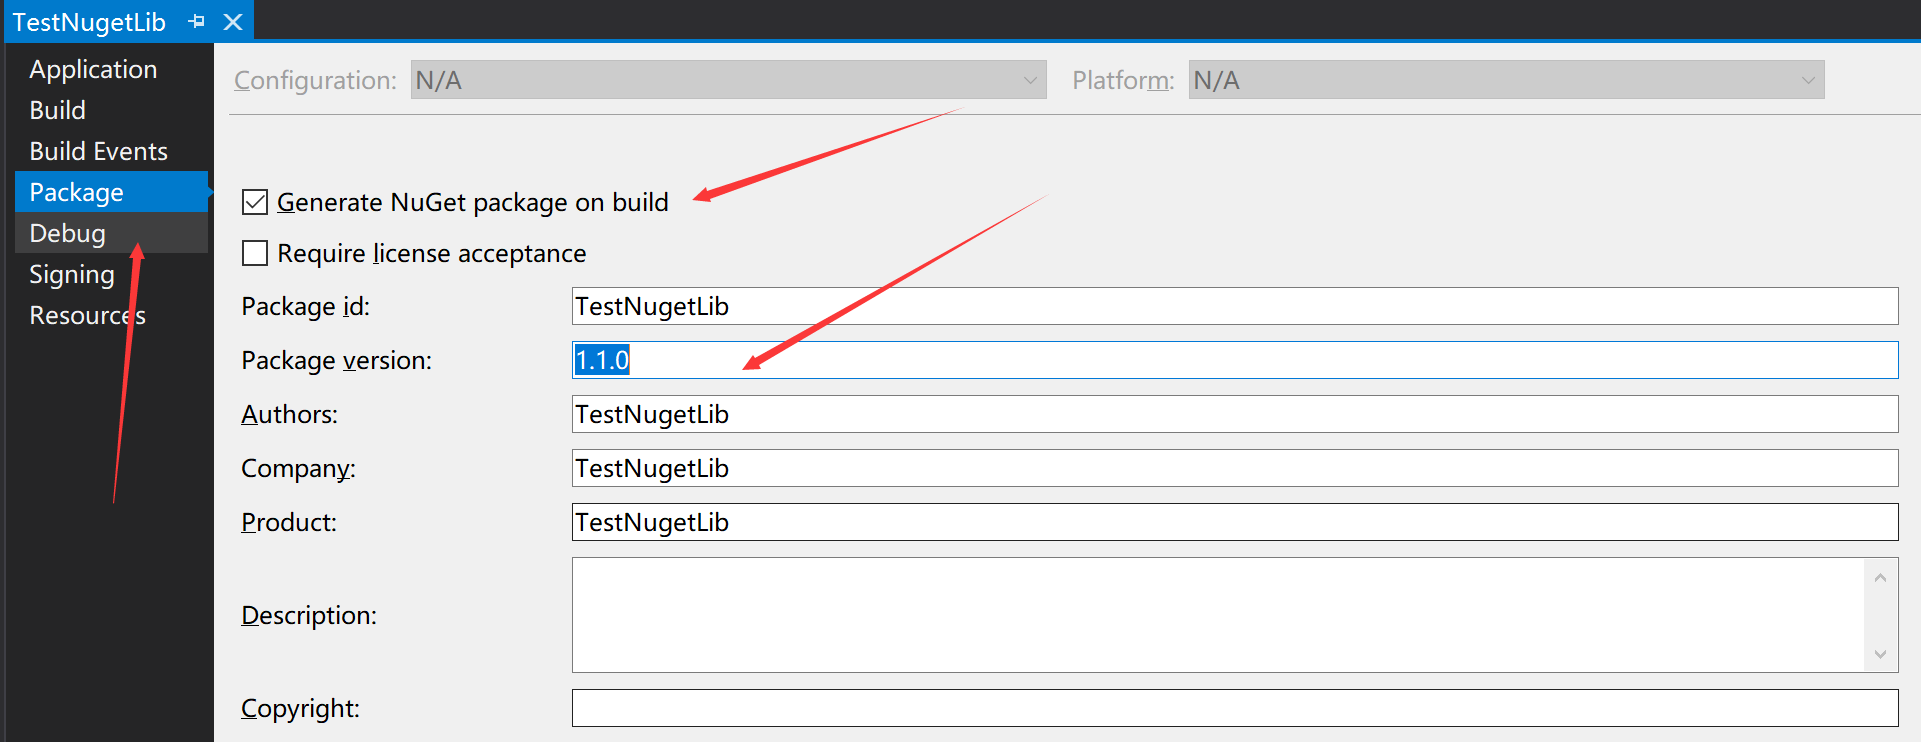 TestNugetLib
Application
Build
Build Events
Package
Debug
Signing
Resources
Configuration: N/A Platform: N/A
Generate NuGet package on build
Require license acceptance
Package id: TestNugetLib
Package version: 1.1.0
Authors: TestNugetLib
Company: TestNugetLib
Product: TestNugetLib
Description:
Copyright: